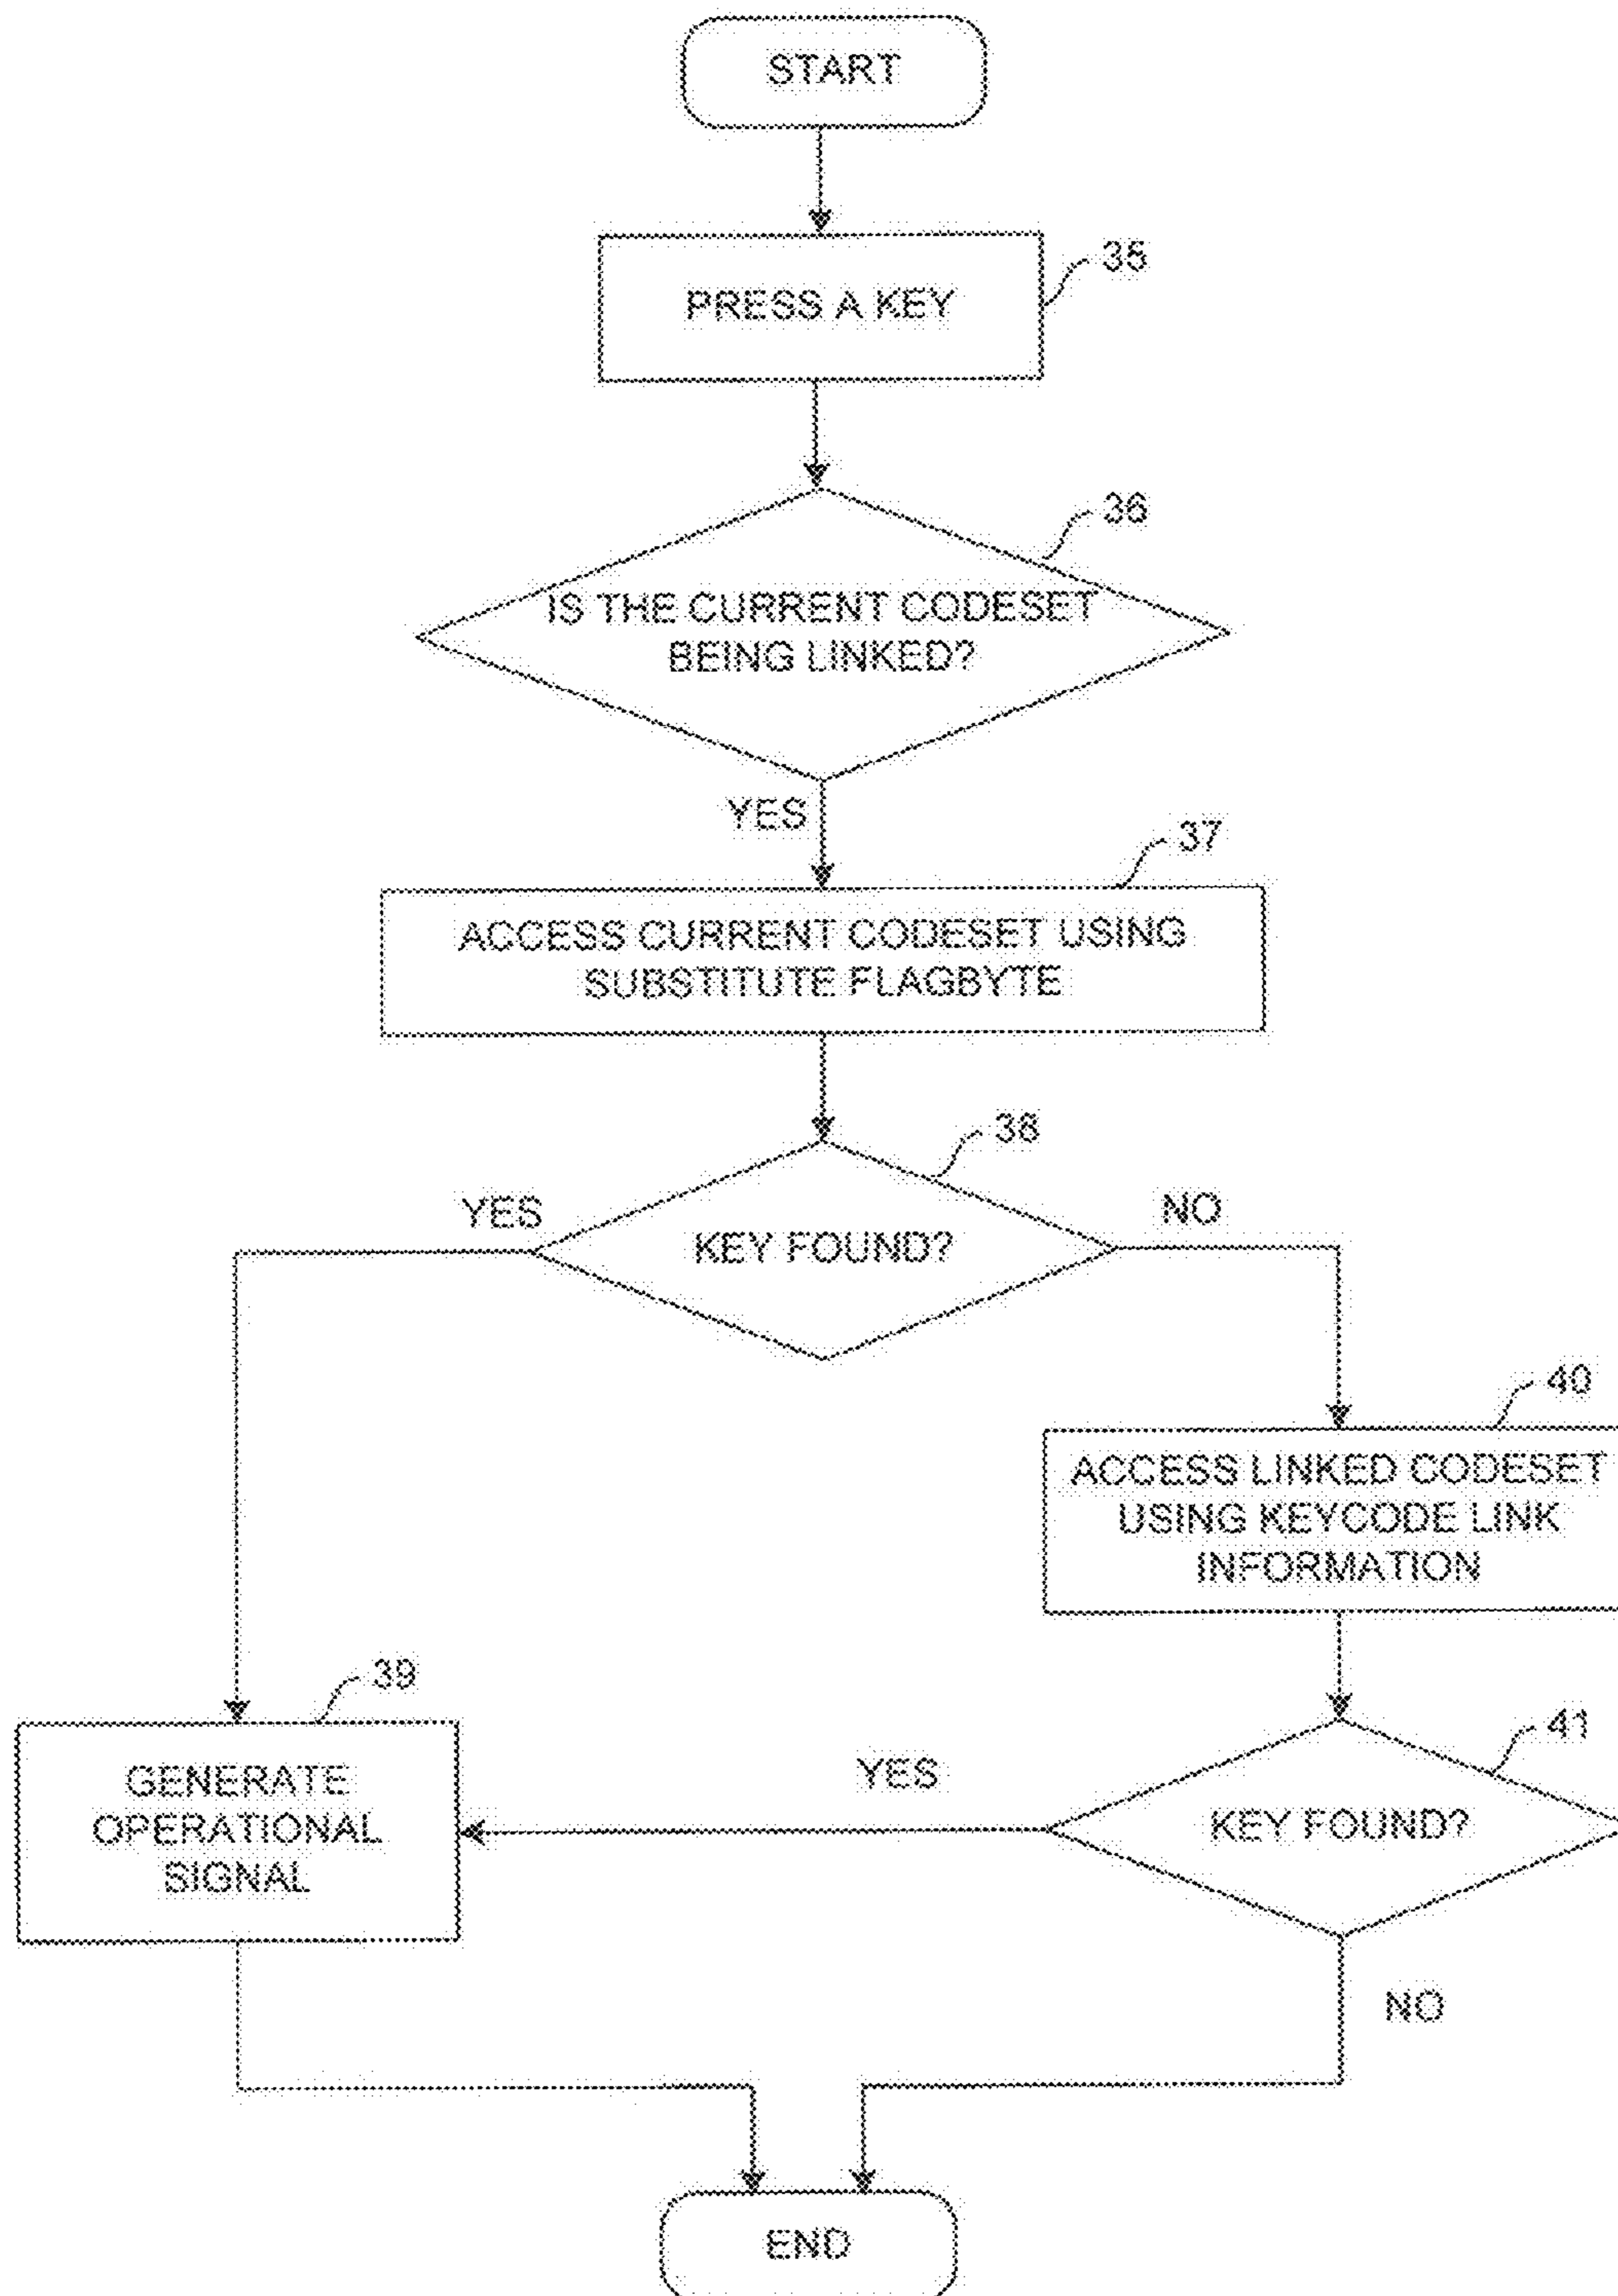 START
PRESS A KEY
35
IS THE CURRENT CODESET
BEING LINKED?
36
YES
ACCESS CURRENT CODESET USING
SUBSTITUTE FLAGBYTE
37
KEY FOUND?
38
YES
NO
ACCESS LINKED CODESET
USING KEYCODE LINK
INFORMATION
40
GENERATE
OPERATIONAL
SIGNAL
39
YES
KEY FOUND?
41
NO
END